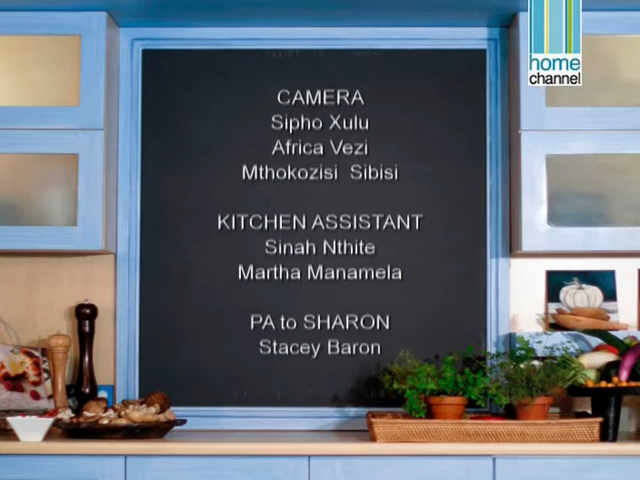 home
channel
CAMERA
Sipho Xulu
Africa Vezi
Mthokozisi Sibisi
KITCHEN ASSISTANT
Sinah Nthite
Martha Manamela
PA to SHARON
Stacey Baron